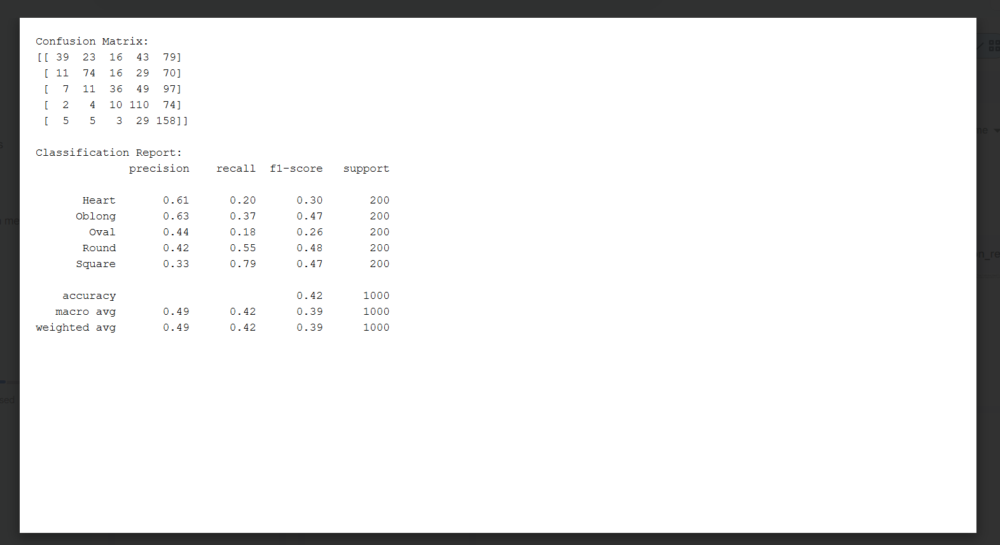 Confusion Matrix:
[[ 39  23  16  43  79]
 [ 11  74  16  29  70]
 [  7  11  36  49  97]
 [  2   4  10 110  74]
 [  5   5   3  29 158]]
Classification Report:
              precision    recall  f1-score   support
       Heart       0.61      0.20      0.30       200
      Oblong       0.63      0.37      0.47       200
        Oval       0.44      0.18      0.26       200
       Round       0.42      0.55      0.48       200
      Square       0.33      0.79      0.47       200
    accuracy                           0.42      1000
   macro avg       0.49      0.42      0.39      1000
weighted avg       0.49      0.42      0.39      1000